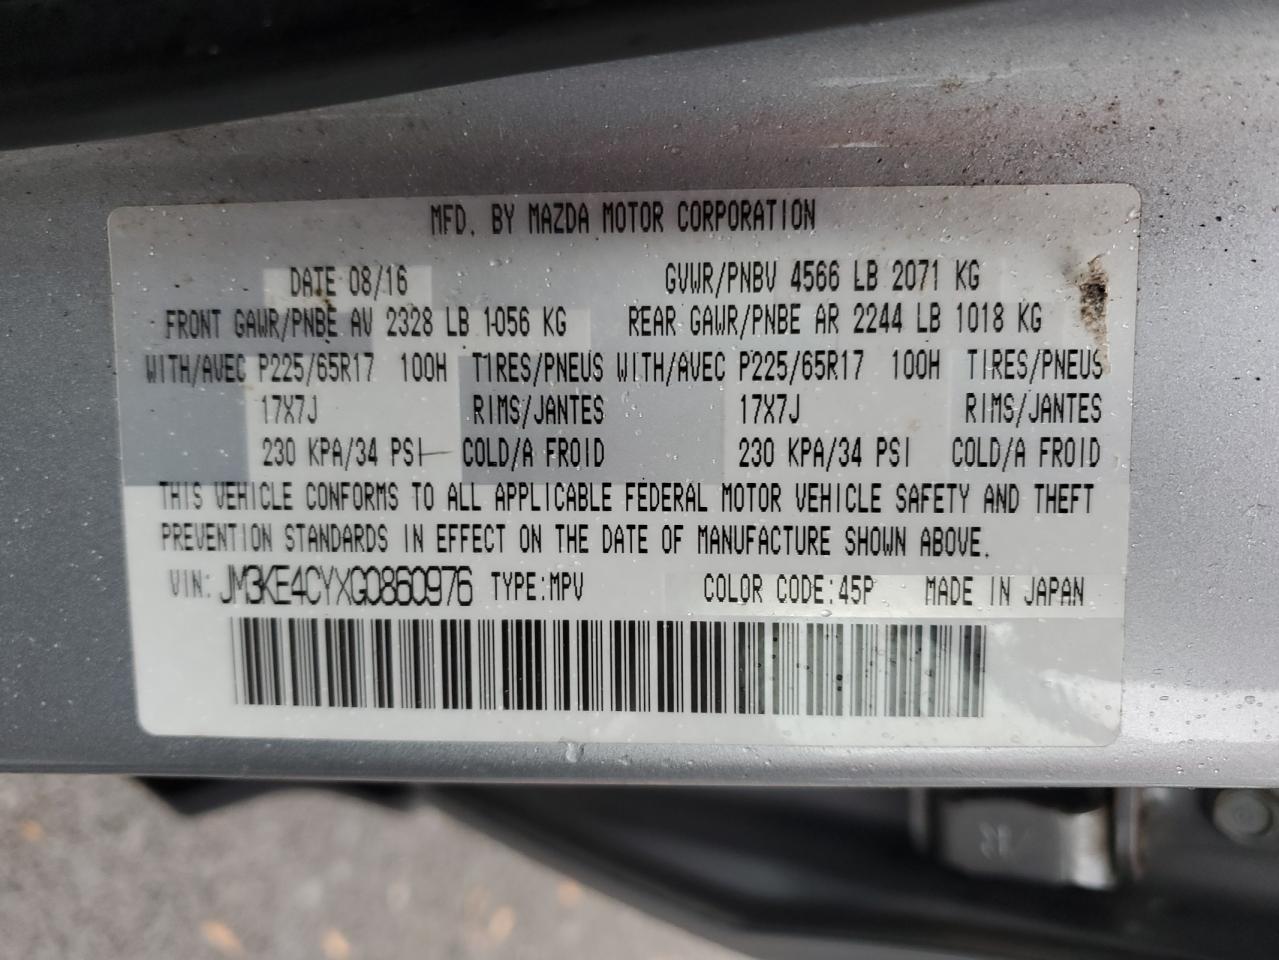 MFD. BY MAZDA MOTOR CORPORATION
DATE 08/16 GVWR/PNBV 4566 LB 2071 KG
FRONT GAWR/PNBE AV 2328 LB 1056 KG REAR GAWR/PNBE AR 2244 LB 1018 KG
WITH/AVEC P225/65R17 100H TIRES/PNEUS WITH/AVEC P225/65R17 100H TIRES/PNEUS
17X7J RIMS/JANTES 17X7J RIMS/JANTES
230 KPA/34 PSI COLD/A FROID 230 KPA/34 PSI COLD/A FROID
THIS VEHICLE CONFORMS TO ALL APPLICABLE FEDERAL MOTOR VEHICLE SAFETY AND THEFT
PREVENTION STANDARDS IN EFFECT ON THE DATE OF MANUFACTURE SHOWN ABOVE.
VIN: JM3KE4CYXG0860976 TYPE:MPV COLOR CODE:45P MADE IN JAPAN